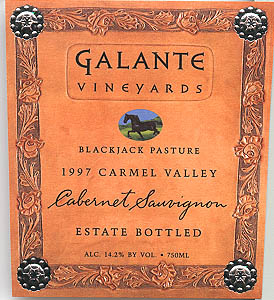 GALANTE
VINEYARDS
BLACKJACK PASTURE
1997 CARMEL VALLEY
Cabernet Sauvignon
ESTATE BOTTLED
ALC. 14.2% BY VOL. • 750ML